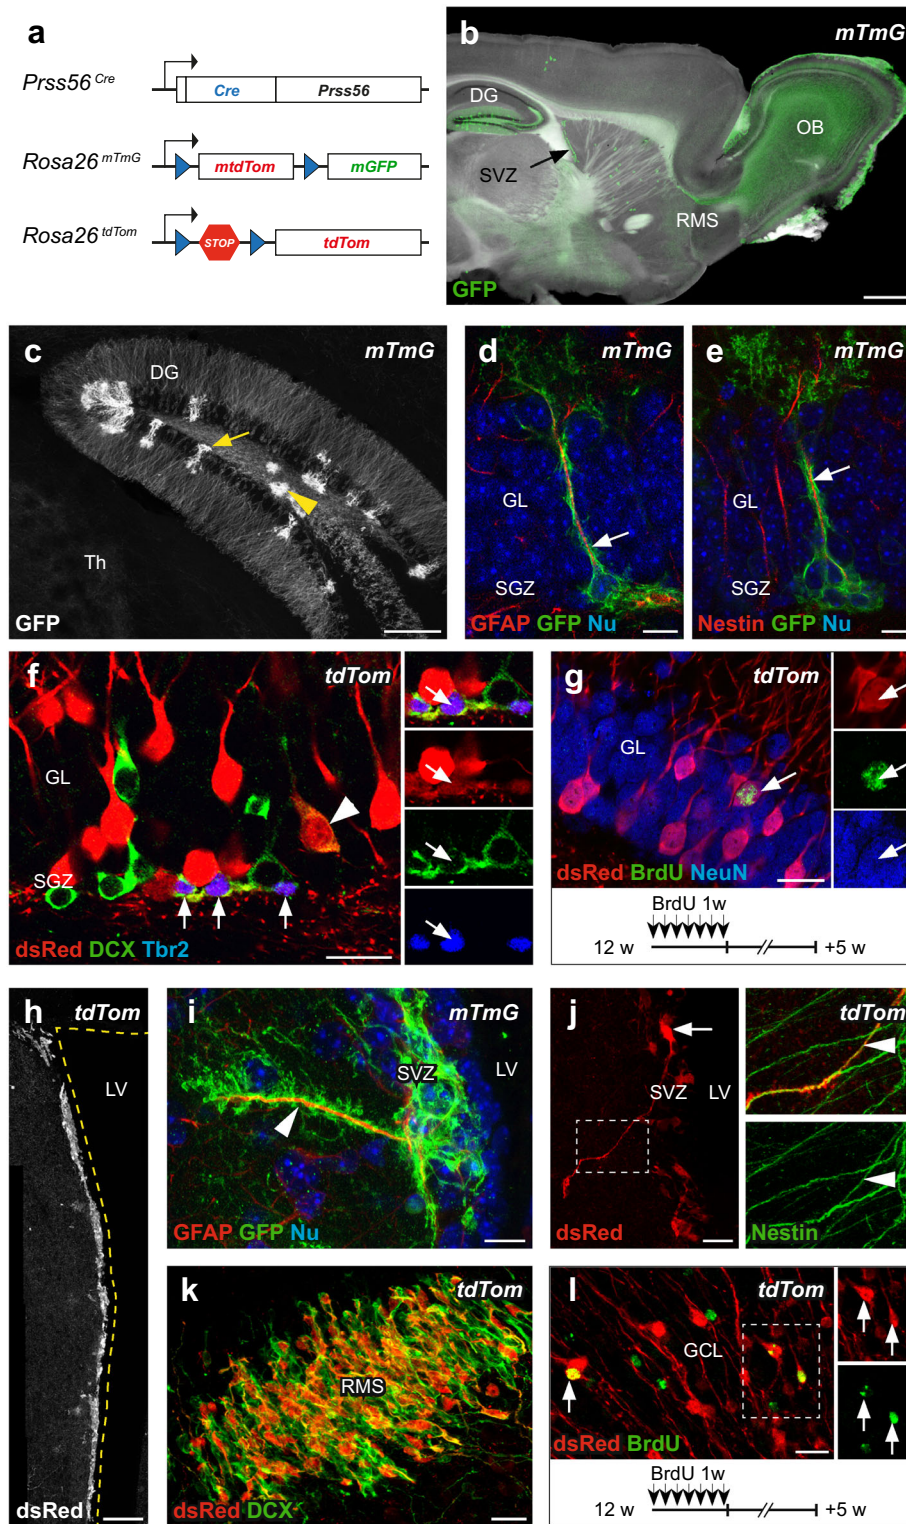 a
Prss56 Cre
Cre
Prss56
Rosa26 mTmG
mtdTom
mGFP
Rosa26 tdTom
STOP
tdTom
b
mTmG
DG
OB
SVZ
RMS
GFP
c
mTmG
DG
Th
GFP
d
mTmG
GL
SGZ
GFAP GFP Nu
e
mTmG
GL
SGZ
Nestin GFP Nu
f
tdTom
GL
SGZ
dsRed DCX Tbr2
g
tdTom
GL
dsRed BrdU NeuN
BrdU 1w
12 w
+5 w
h
tdTom
LV
dsRed
i
mTmG
SVZ
LV
GFAP GFP Nu
j
tdTom
SVZ
LV
dsRed
Nestin
k
tdTom
RMS
dsRed DCX
l
tdTom
GCL
dsRed BrdU
BrdU 1w
12 w
+5 w